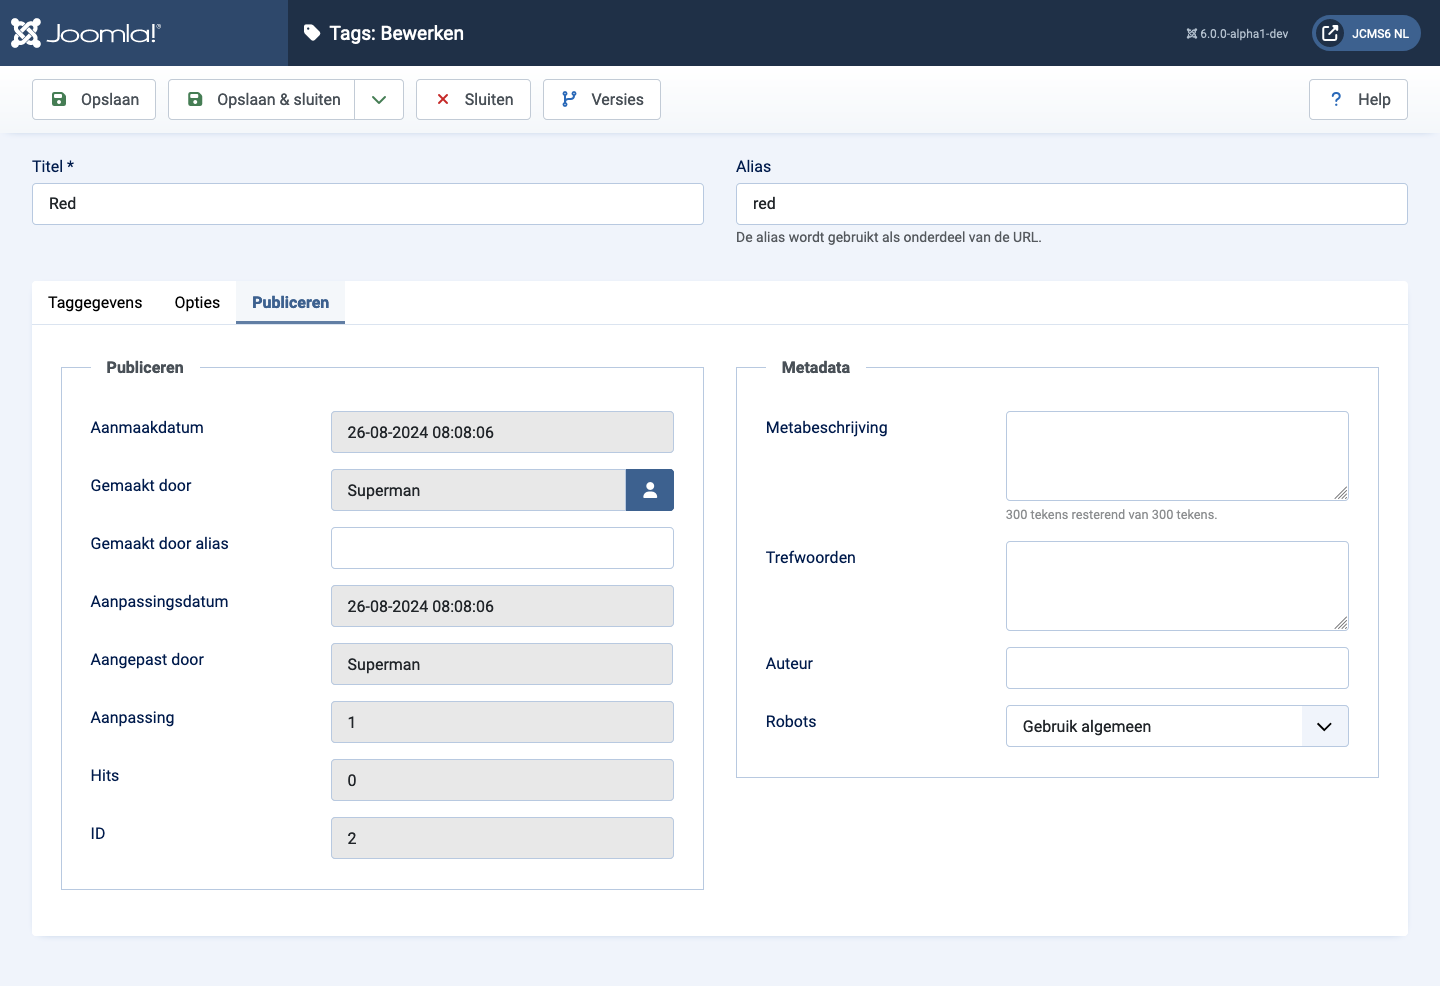 Joomla!®
Tags: Bewerken
6.0.0-alpha1-dev
JCMS6 NL
Opslaan
Opslaan & sluiten
Sluiten
Versies
? Help
Titel *
Red
Alias
red
De alias wordt gebruikt als onderdeel van de URL.
Taggegevens
Opties
Publiceren
Publiceren
Aanmaakdatum
26-08-2024 08:08:06
Gemaakt door
Superman
Gemaakt door alias
Aanpassingsdatum
26-08-2024 08:08:06
Aangepast door
Superman
Aanpassing
1
Hits
0
ID
2
Metadata
Metabeschrijving
300 tekens resterend van 300 tekens.
Trefwoorden
Auteur
Robots
Gebruik algemeen